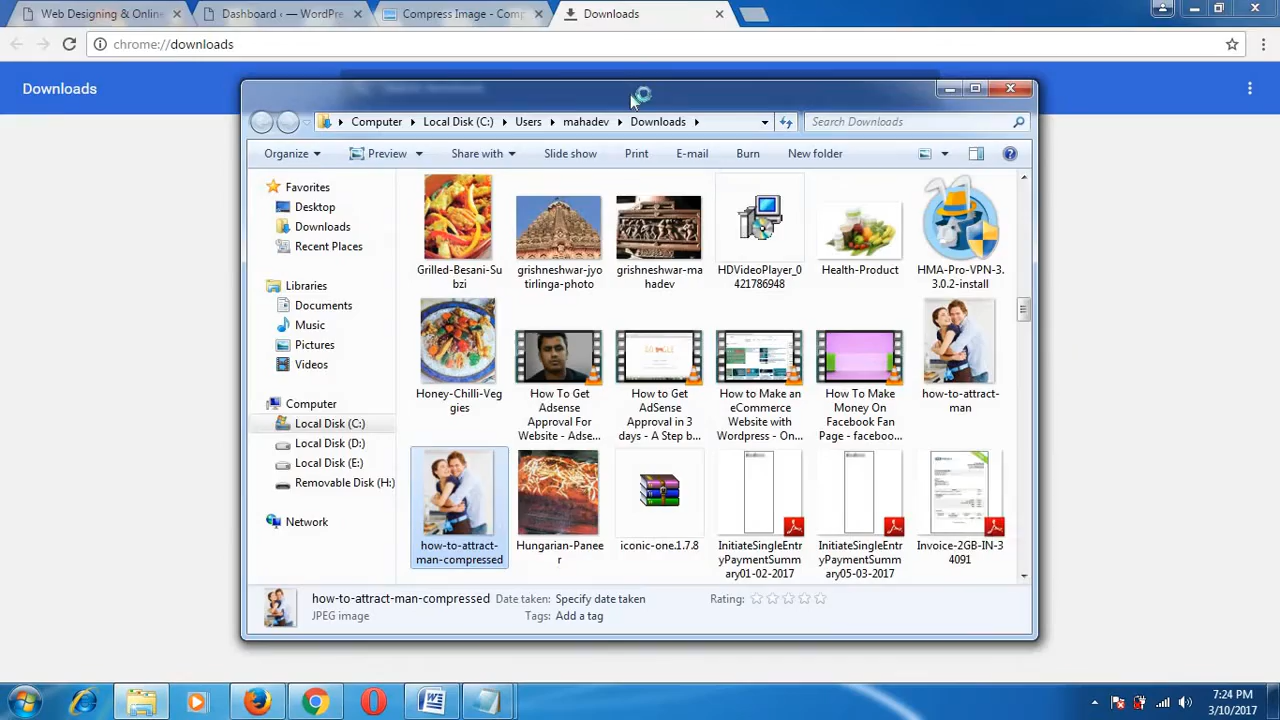 Web Designing & Online
Dashboard ‹ — WordPre
Compress Image - Comp
Downloads
chrome://downloads
Downloads
Computer
Local Disk (C:)
Users
mahadev
Downloads
Search Downloads
Organize
Preview
Share with
Slide show
Print
E-mail
Burn
New folder
Favorites
Desktop
Downloads
Recent Places
Libraries
Documents
Music
Pictures
Videos
Computer
Local Disk (C:)
Local Disk (D:)
Local Disk (E:)
Removable Disk (H:)
Network
Grilled-Besani-Su
bzi
grishneshwar-jyo
tirlinga-photo
grishneshwar-ma
hadev
HDVideoPlayer_0
421786948
Health-Product
HMA-Pro-VPN-3.
3.0.2-install
Honey-Chilli-Veg
gies
How To Get
Adsense
Approval For
Website - Adse...
How to Get
AdSense
Approval in 3
days - A Step b...
How to Make an
eCommerce
Website with
Wordpress - On...
How To Make
Money On
Facebook Fan
Page - faceboo...
how-to-attract-
man
how-to-attract-
man-compressed
Hungarian-Panee
r
iconic-one.1.7.8
InitiateSingleEntr
yPaymentSumm
ary01-02-2017
InitiateSingleEntr
yPaymentSumm
ary05-03-2017
Invoice-2GB-IN-3
4091
how-to-attract-man-compressed
JPEG image
Date taken: Specify date taken
Tags: Add a tag
Rating:
7:24 PM
3/10/2017